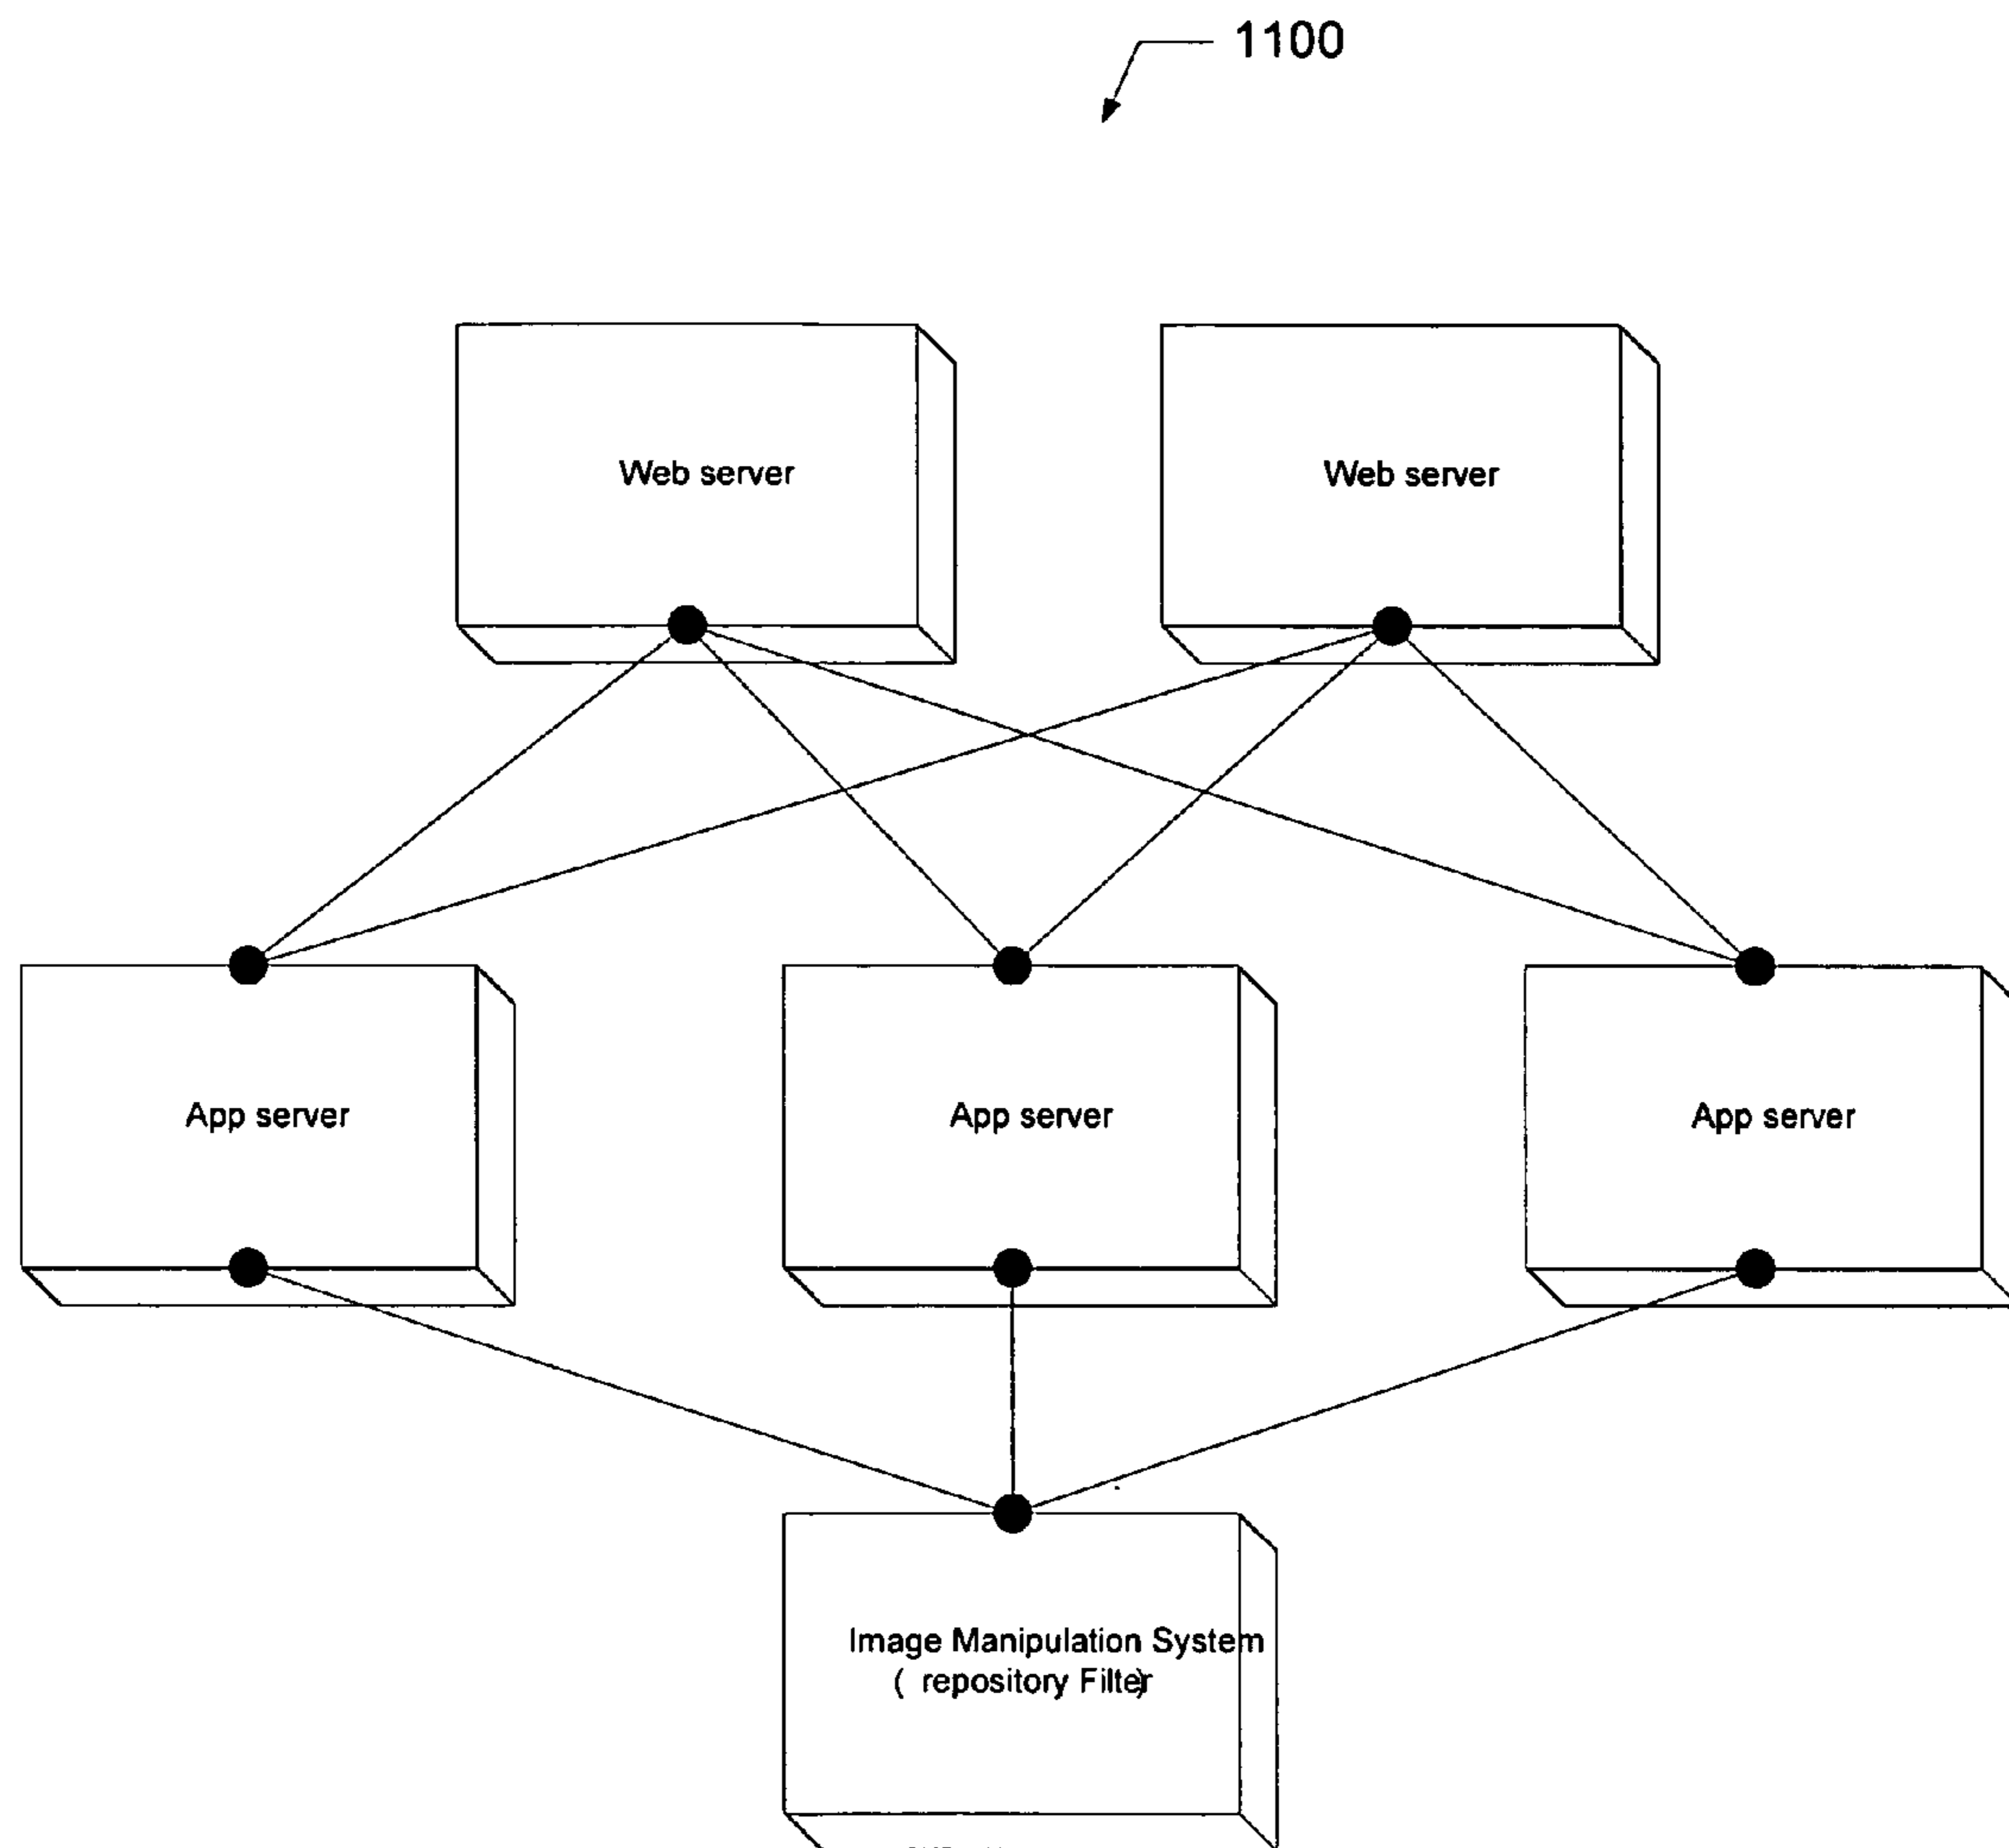 1100
Web server
Web server
App server
App server
App server
Image Manipulation System
( repository Filter)